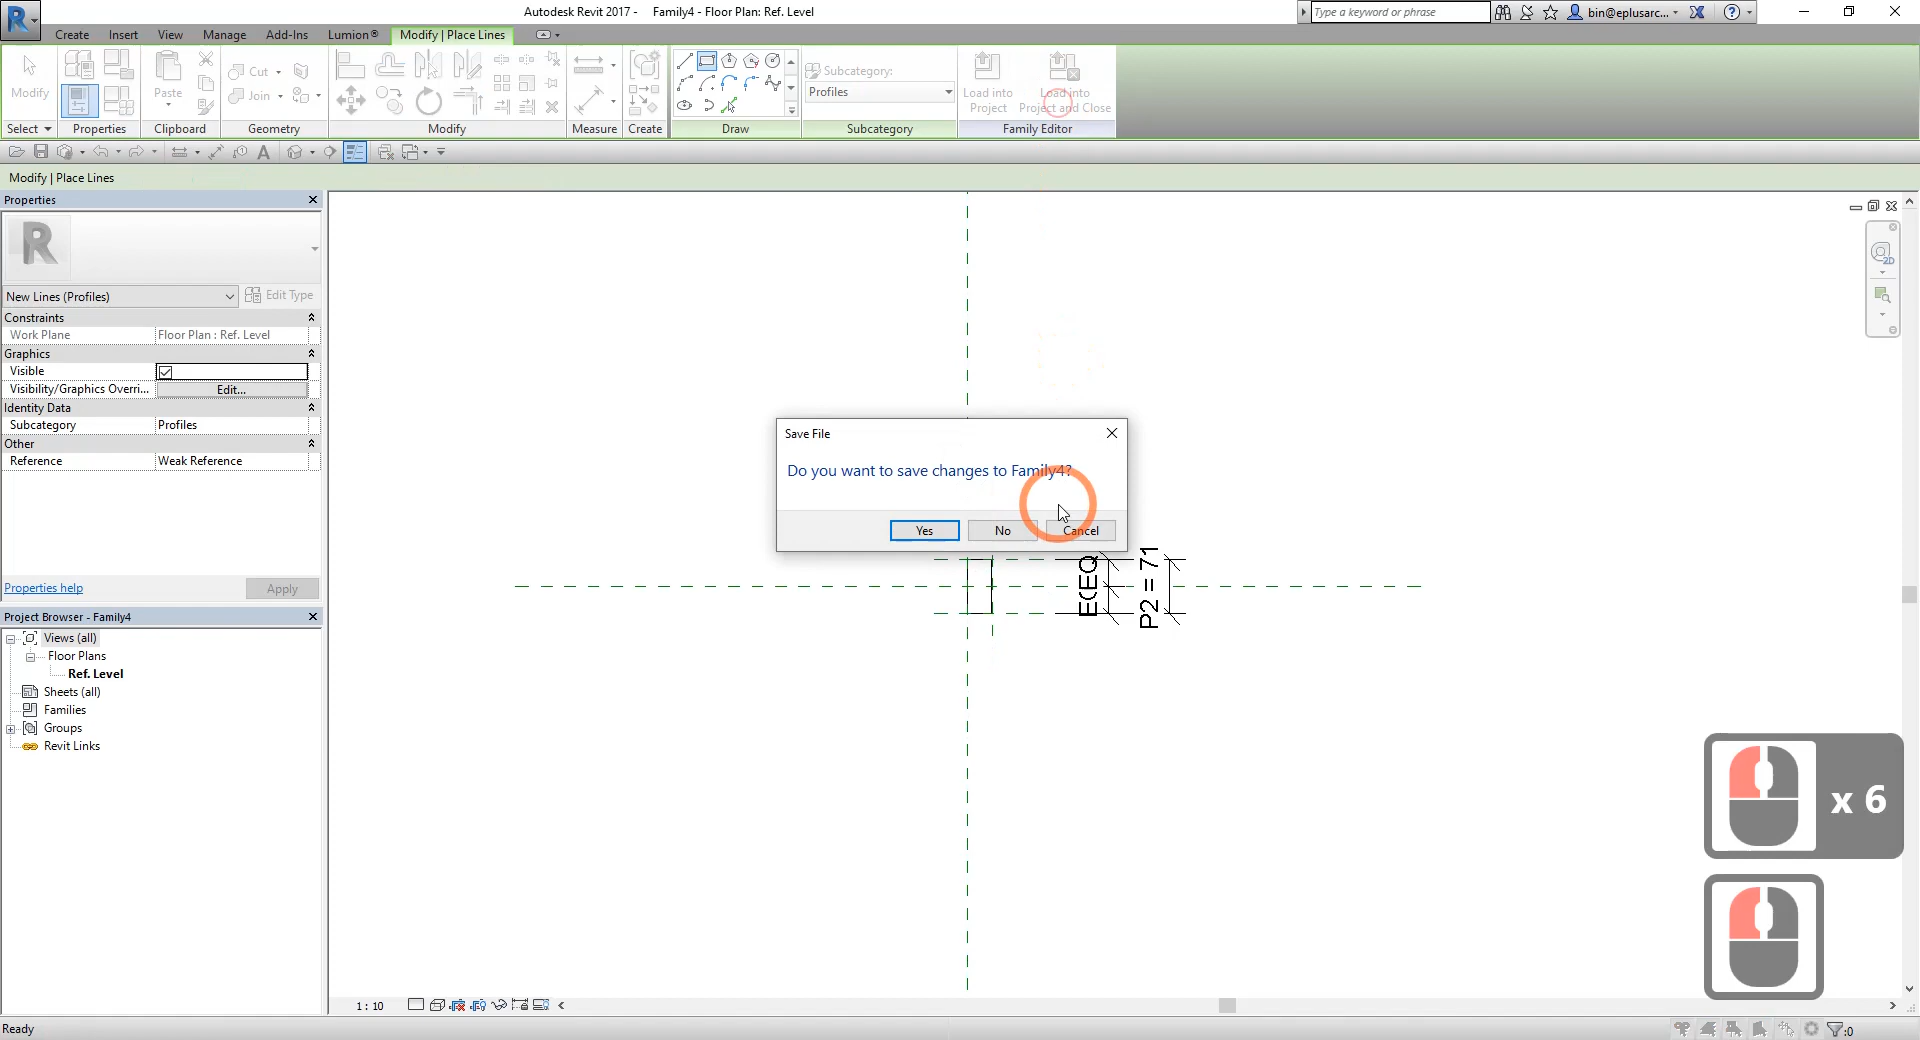 Autodesk Revit 2017 - Family4 - Floor Plan: Ref. Level
Type a keyword or phrase
bin@eplusarc...
Create Insert View Manage Add-Ins Lumion® Modify | Place Lines
Modify
Cut
Join
Paste
Subcategory:
Profiles
Load into
Project
Load into
Project and Close
Select Properties Clipboard Geometry Modify Measure Create Draw Subcategory Family Editor
Modify | Place Lines
Properties
New Lines (Profiles)
Edit Type
Constraints
Work Plane Floor Plan : Ref. Level
Graphics
Visible
Visibility/Graphics Overri... Edit...
Identity Data
Subcategory Profiles
Other
Reference Weak Reference
Properties help
Apply
Project Browser - Family4
Views (all)
Floor Plans
Ref. Level
Sheets (all)
Families
Groups
Revit Links
Save File
Do you want to save changes to Family4?
Yes No Cancel
E(EQ
P2 = 71
2D
x 6
1 : 10
Ready
:0